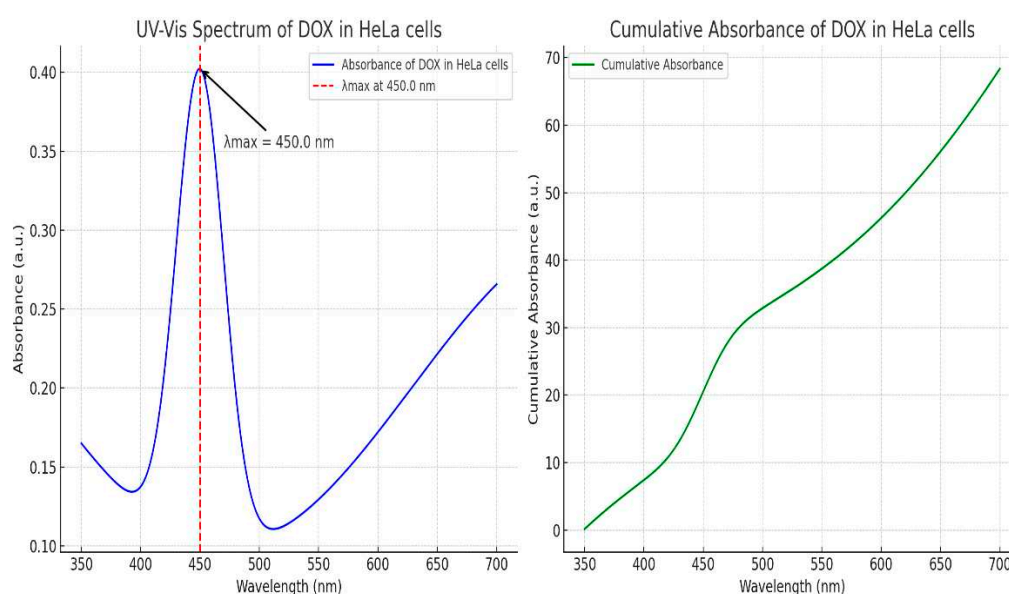 UV-Vis Spectrum of DOX in HeLa cells
Absorbance of DOX in HeLa cells
λmax at 450.0 nm
λmax = 450.0 nm
Absorbance (a.u.)
0.40
0.35
0.30
0.25
0.20
0.15
0.10
350 400 450 500 550 600 650 700
Wavelength (nm)
Cumulative Absorbance of DOX in HeLa cells
Cumulative Absorbance
Cumulative Absorbance (a.u.)
70
60
50
40
30
20
10
0
350 400 450 500 550 600 650 700
Wavelength (nm)